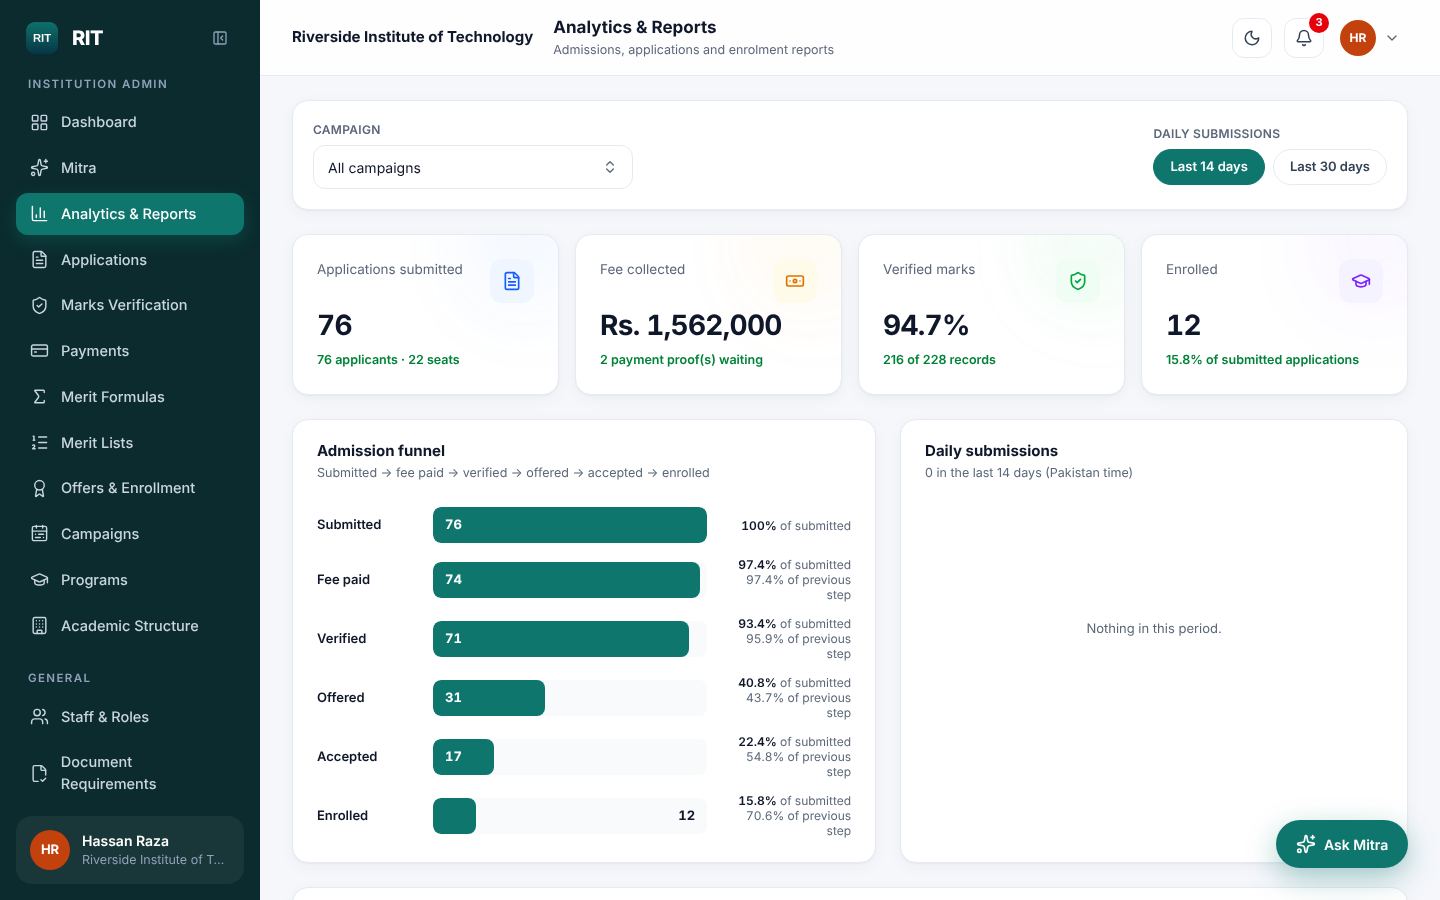 RIT
RIT
INSTITUTION ADMIN
Dashboard
Mitra
Analytics & Reports
Applications
Marks Verification
Payments
Merit Formulas
Merit Lists
Offers & Enrollment
Campaigns
Programs
Academic Structure
GENERAL
Staff & Roles
Document
Requirements
HR
Hassan Raza
Riverside Institute of T...
Riverside Institute of Technology
Analytics & Reports
Admissions, applications and enrolment reports
3
HR
CAMPAIGN
All campaigns
DAILY SUBMISSIONS
Last 14 days
Last 30 days
Applications submitted
76
76 applicants · 22 seats
Fee collected
Rs. 1,562,000
2 payment proof(s) waiting
Verified marks
94.7%
216 of 228 records
Enrolled
12
15.8% of submitted applications
Admission funnel
Submitted → fee paid → verified → offered → accepted → enrolled
Submitted
76
100% of submitted
Fee paid
74
97.4% of submitted
97.4% of previous
step
Verified
71
93.4% of submitted
95.9% of previous
step
Offered
31
40.8% of submitted
43.7% of previous
step
Accepted
17
22.4% of submitted
54.8% of previous
step
Enrolled
12
15.8% of submitted
70.6% of previous
step
Daily submissions
0 in the last 14 days (Pakistan time)
Nothing in this period.
Ask Mitra